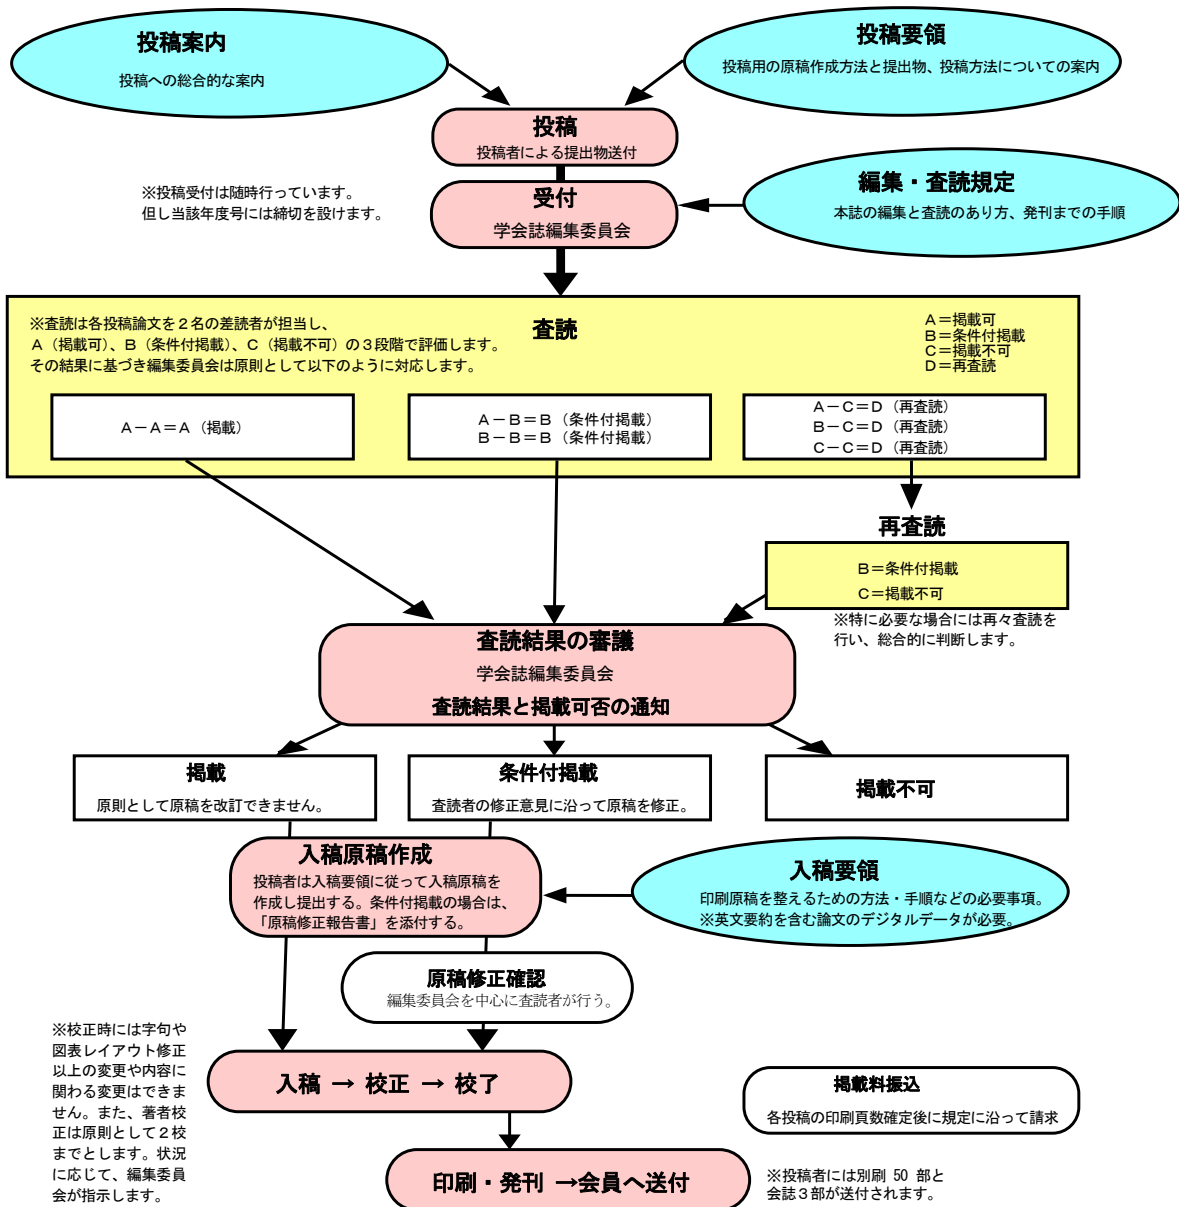 投稿案内
投稿への総合的な案内
投稿要領
投稿用の原稿作成方法と提出物、投稿方法についての案内
投稿
投稿者による提出物送付
※投稿受付は随時行っています。
但し当該年度号には締切を設けます。
受付
学会誌編集委員会
編集・査読規定
本誌の編集と査読のあり方、発刊までの手順
※査読は各投稿論文を２名の差読者が担当し、
Ａ（掲載可）、Ｂ（条件付掲載）、Ｃ（掲載不可）の３段階で評価します。
その結果に基づき編集委員会は原則として以下のように対応します。
査読
Ａ＝掲載可
Ｂ＝条件付掲載
Ｃ＝掲載不可
Ｄ＝再査読
Ａ－Ａ＝Ａ（掲載）
Ａ－Ｂ＝Ｂ（条件付掲載）
Ｂ－Ｂ＝Ｂ（条件付掲載）
Ａ－Ｃ＝Ｄ（再査読）
Ｂ－Ｃ＝Ｄ（再査読）
Ｃ－Ｃ＝Ｄ（再査読）
再査読
Ｂ＝条件付掲載
Ｃ＝掲載不可
※特に必要な場合には再々査読を
行い、総合的に判断します。
査読結果の審議
学会誌編集委員会
査読結果と掲載可否の通知
掲載
原則として原稿を改訂できません。
条件付掲載
査読者の修正意見に沿って原稿を修正。
掲載不可
入稿原稿作成
投稿者は入稿要領に従って入稿原稿を
作成し提出する。条件付掲載の場合は、
「原稿修正報告書」を添付する。
入稿要領
印刷原稿を整えるための方法・手順などの必要事項。
※英文要約を含む論文のデジタルデータが必要。
原稿修正確認
編集委員会を中心に査読者が行う。
※校正時には字句や
図表レイアウト修正
以上の変更や内容に
関わる変更はできま
せん。また、著者校
正は原則として２校
までとします。状況
に応じて、編集委員
会が指示します。
入稿 → 校正 → 校了
掲載料振込
各投稿の印刷頁数確定後に規定に沿って請求
印刷・発刊 →会員へ送付
※投稿者には別刷 50 部と
会誌３部が送付されます。